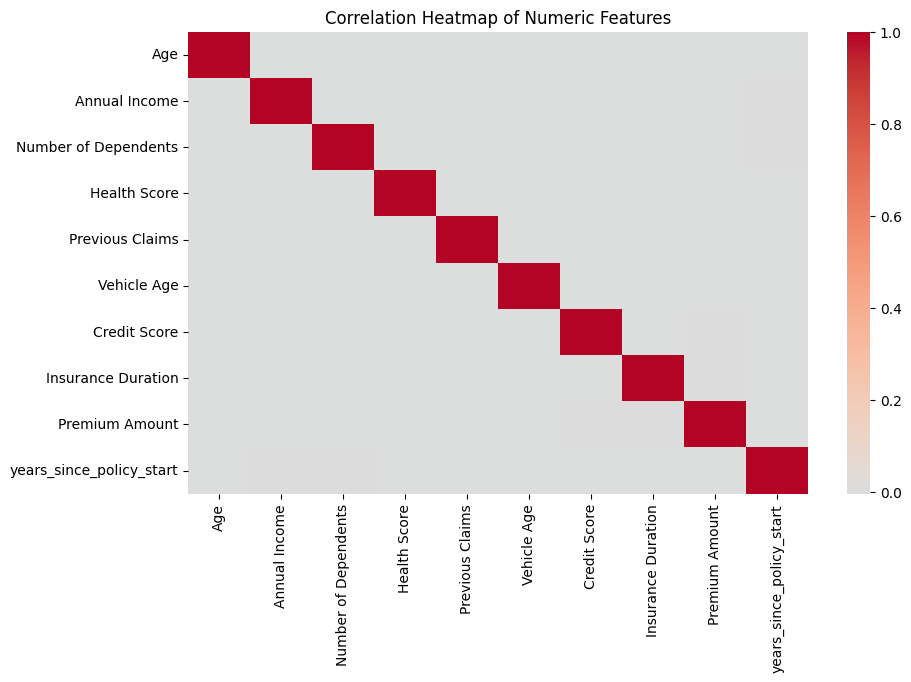 Correlation Heatmap of Numeric Features
Age
Annual Income
Number of Dependents
Health Score
Previous Claims
Vehicle Age
Credit Score
Insurance Duration
Premium Amount
years_since_policy_start
Age
Annual Income
Number of Dependents
Health Score
Previous Claims
Vehicle Age
Credit Score
Insurance Duration
Premium Amount
years_since_policy_start
1.0
0.8
0.6
0.4
0.2
0.0